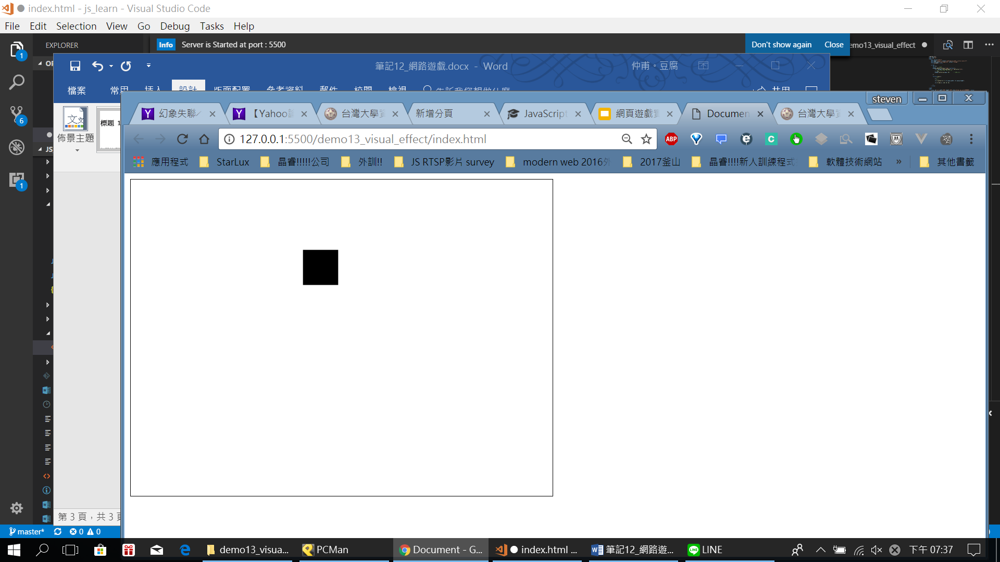 index.html - js_learn - Visual Studio Code
File Edit Selection View Go Debug Tasks Help
EXPLORER
Info Server is Started at port : 5500
Don't show again Close
emo13_visual_effect
筆記12_網路遊戲.docx - Word
仲甫。豆腐
檔案 常用 插入 設計 版面配置 參考資料 郵件 校閱 檢視 告訴我您想做什麼 共用
steven
幻象失聯
【Yahoo
台灣大學
新增分頁
JavaScript
網頁遊戲
Documen
台灣大學
標題 1
佈景主題
127.0.0.1:5500/demo13_visual_effect/index.html
ABP
應用程式 StarLux 晶睿!!!!!公司 外訓!! JS RTSP影片 survey modern web 2016外 2017釜山 晶睿!!!!新人訓練程式 軟體技術網站 » 其他書籤
第 3 頁，共 3 頁
master* 0 0
demo13_visua... PCMan Document - G... index.html ... 筆記12_網路遊... LINE
下午 07:37